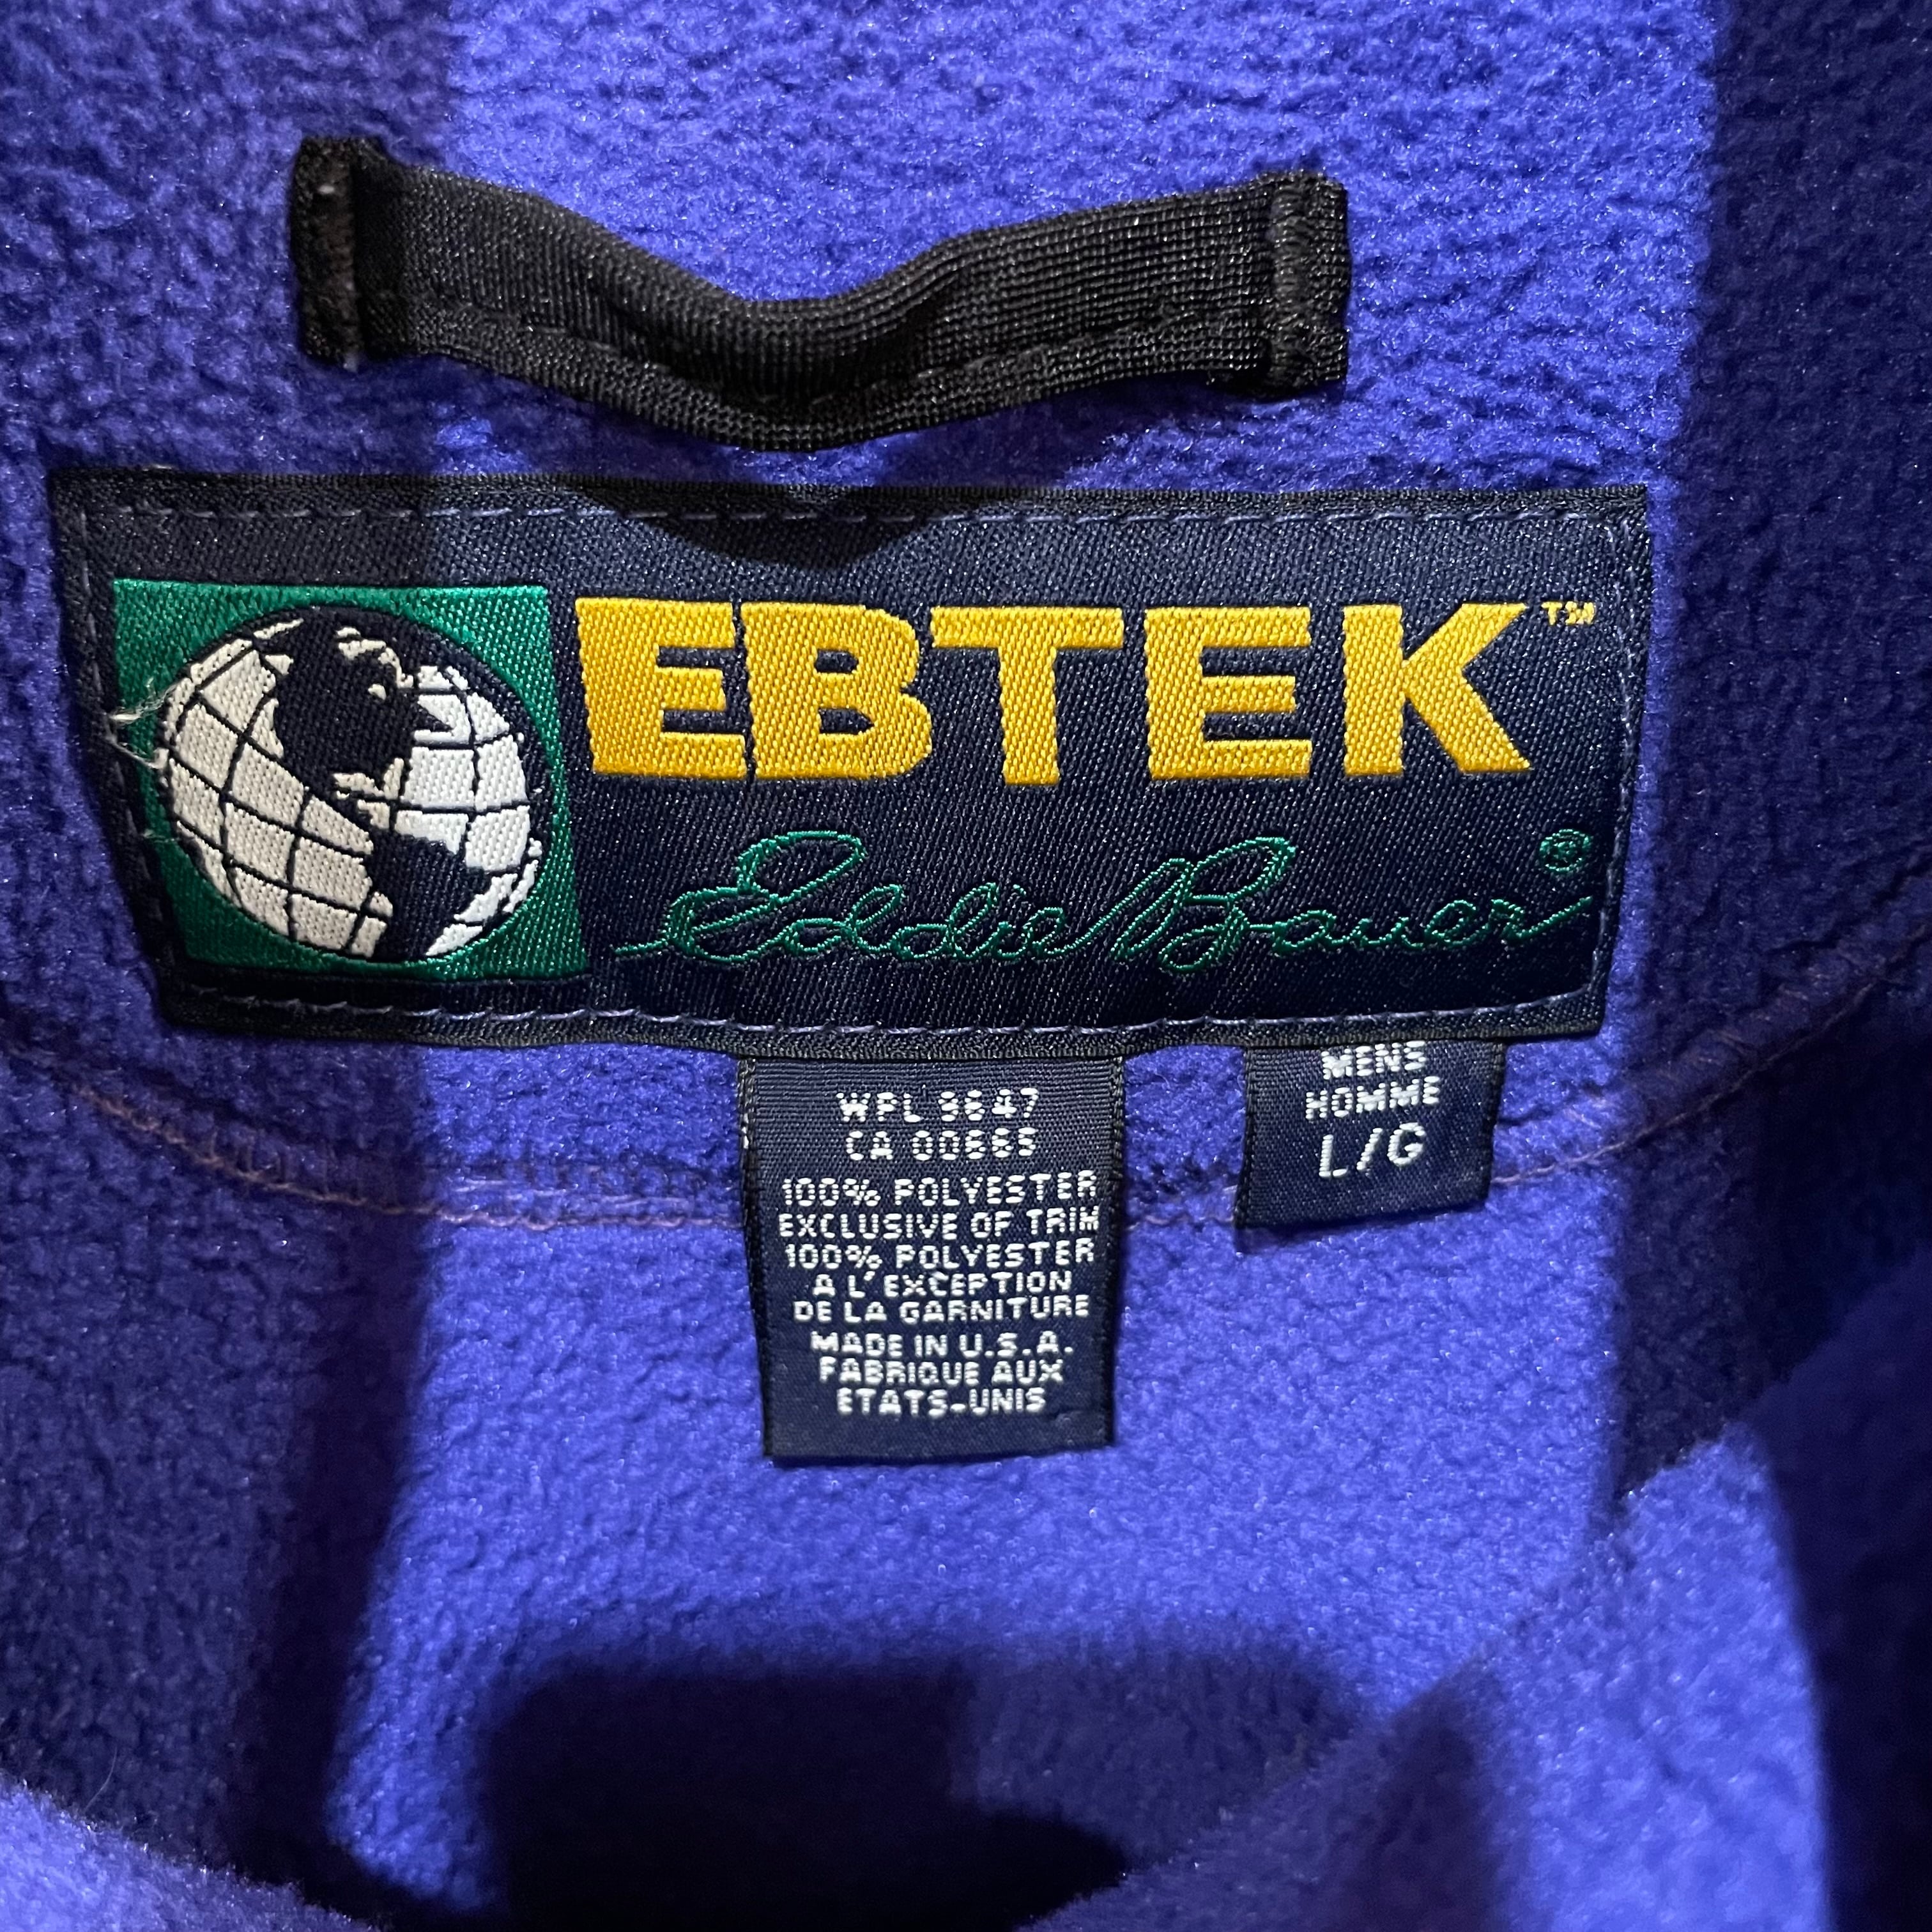 EBTEK™
Eddie Bauer®
WPL 9647
CA 00665
100% POLYESTER
EXCLUSIVE OF TRIM
100% POLYESTER
A L'EXCEPTION
DE LA GARNITURE
MADE IN U.S.A.
FABRIQUE AUX
ETATS-UNIS
MENS
HOMME
L/G